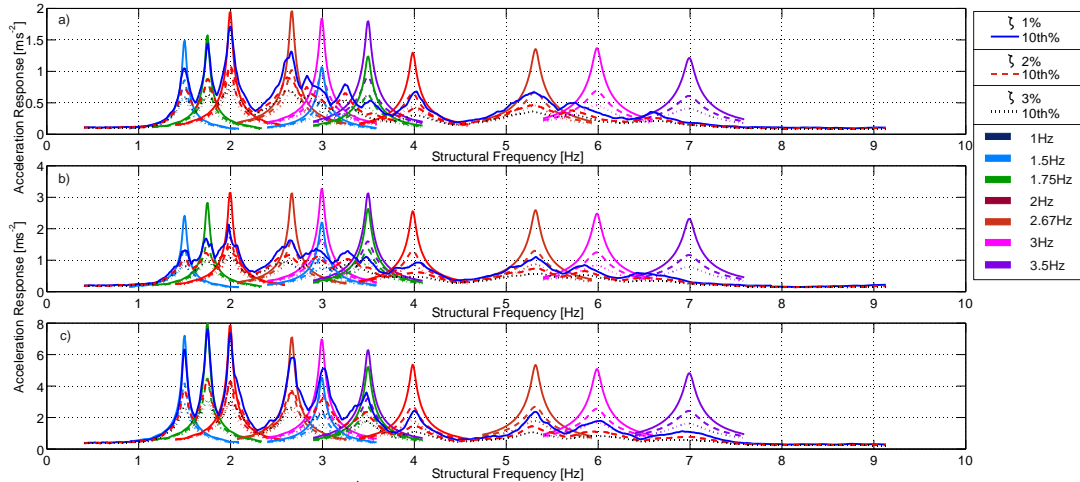 a)
Acceleration Response [ms⁻²]
2
1.5
1
0.5
0
0 1 2 3 4 5 6 7 8 9 10
Structural Frequency [Hz]
b)
Acceleration Response [ms⁻²]
4
3
2
1
0
0 1 2 3 4 5 6 7 8 9 10
Structural Frequency [Hz]
c)
8
6
4
2
0
0 1 2 3 4 5 6 7 8 9 10
Structural Frequency [Hz]
ζ 1%
10th%
ζ 2%
10th%
ζ 3%
10th%
1Hz
1.5Hz
1.75Hz
2Hz
2.67Hz
3Hz
3.5Hz